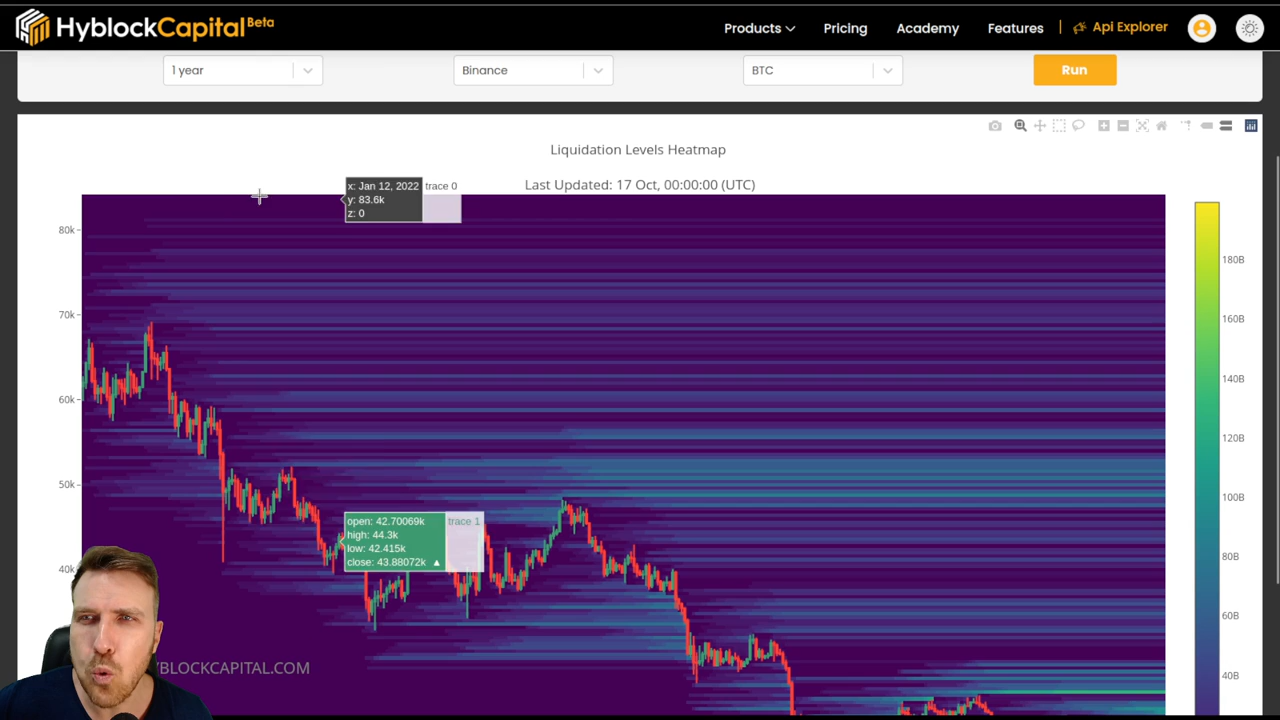 HyblockCapital Beta
Products Pricing Academy Features Api Explorer
1 year Binance BTC Run
Liquidation Levels Heatmap
Last Updated: 17 Oct, 00:00:00 (UTC)
x: Jan 12, 2022 trace 0
y: 83.6k
z: 0
80k
180B
160B
70k
140B
60k
120B
50k
100B
open: 42.70069k trace 1
high: 44.3k
low: 42.415k
close: 43.88072k ▲
80B
40k
60B
BLOCKCAPITAL.COM
40B